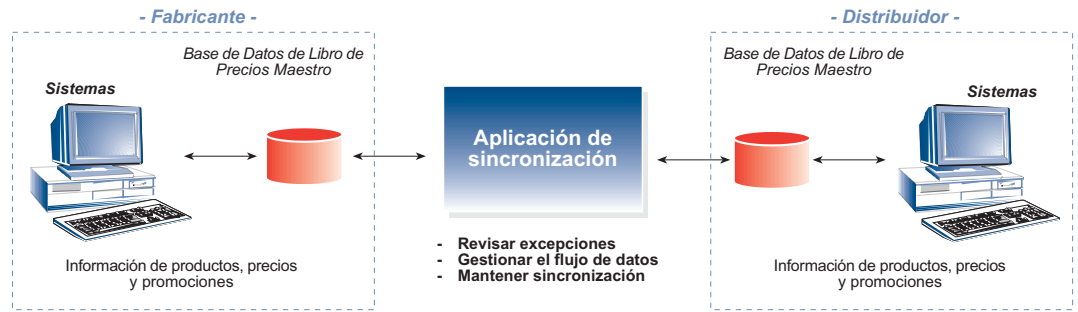 - Fabricante -
Base de Datos de Libro de
Precios Maestro
Sistemas
Información de productos, precios
y promociones
Aplicación de
sincronización
- Revisar excepciones
- Gestionar el flujo de datos
- Mantener sincronización
- Distribuidor -
Base de Datos de Libro de
Precios Maestro
Sistemas
Información de productos, precios
y promociones